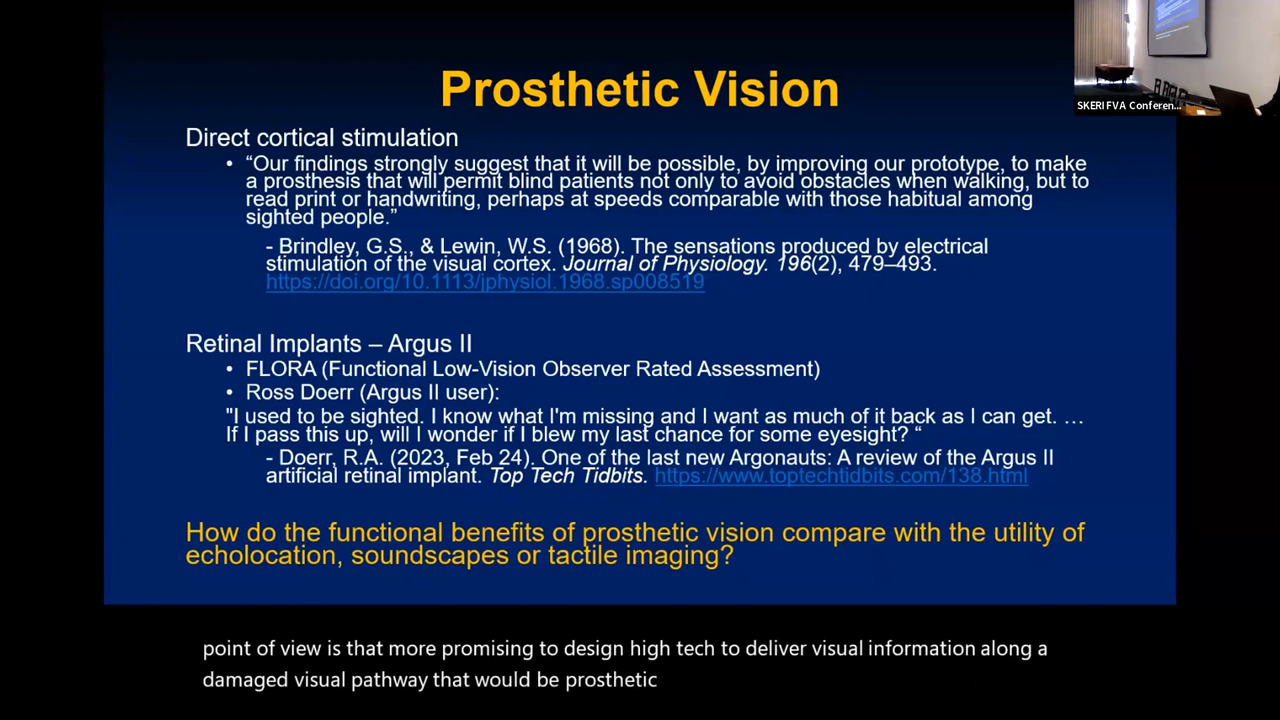 Prosthetic Vision
SKERI FVA Conferen...
Direct cortical stimulation
• “Our findings strongly suggest that it will be possible, by improving our prototype, to make
a prosthesis that will permit blind patients not only to avoid obstacles when walking, but to
read print or handwriting, perhaps at speeds comparable with those habitual among
sighted people.”
- Brindley, G.S., & Lewin, W.S. (1968). The sensations produced by electrical
stimulation of the visual cortex. Journal of Physiology. 196(2), 479–493.
https://doi.org/10.1113/jphysiol.1968.sp008519
Retinal Implants – Argus II
• FLORA (Functional Low-Vision Observer Rated Assessment)
• Ross Doerr (Argus II user):
"I used to be sighted. I know what I'm missing and I want as much of it back as I can get. …
If I pass this up, will I wonder if I blew my last chance for some eyesight? “
- Doerr, R.A. (2023, Feb 24). One of the last new Argonauts: A review of the Argus II
artificial retinal implant. Top Tech Tidbits. https://www.toptechtidbits.com/138.html
How do the functional benefits of prosthetic vision compare with the utility of
echolocation, soundscapes or tactile imaging?
point of view is that more promising to design high tech to deliver visual information along a
damaged visual pathway that would be prosthetic